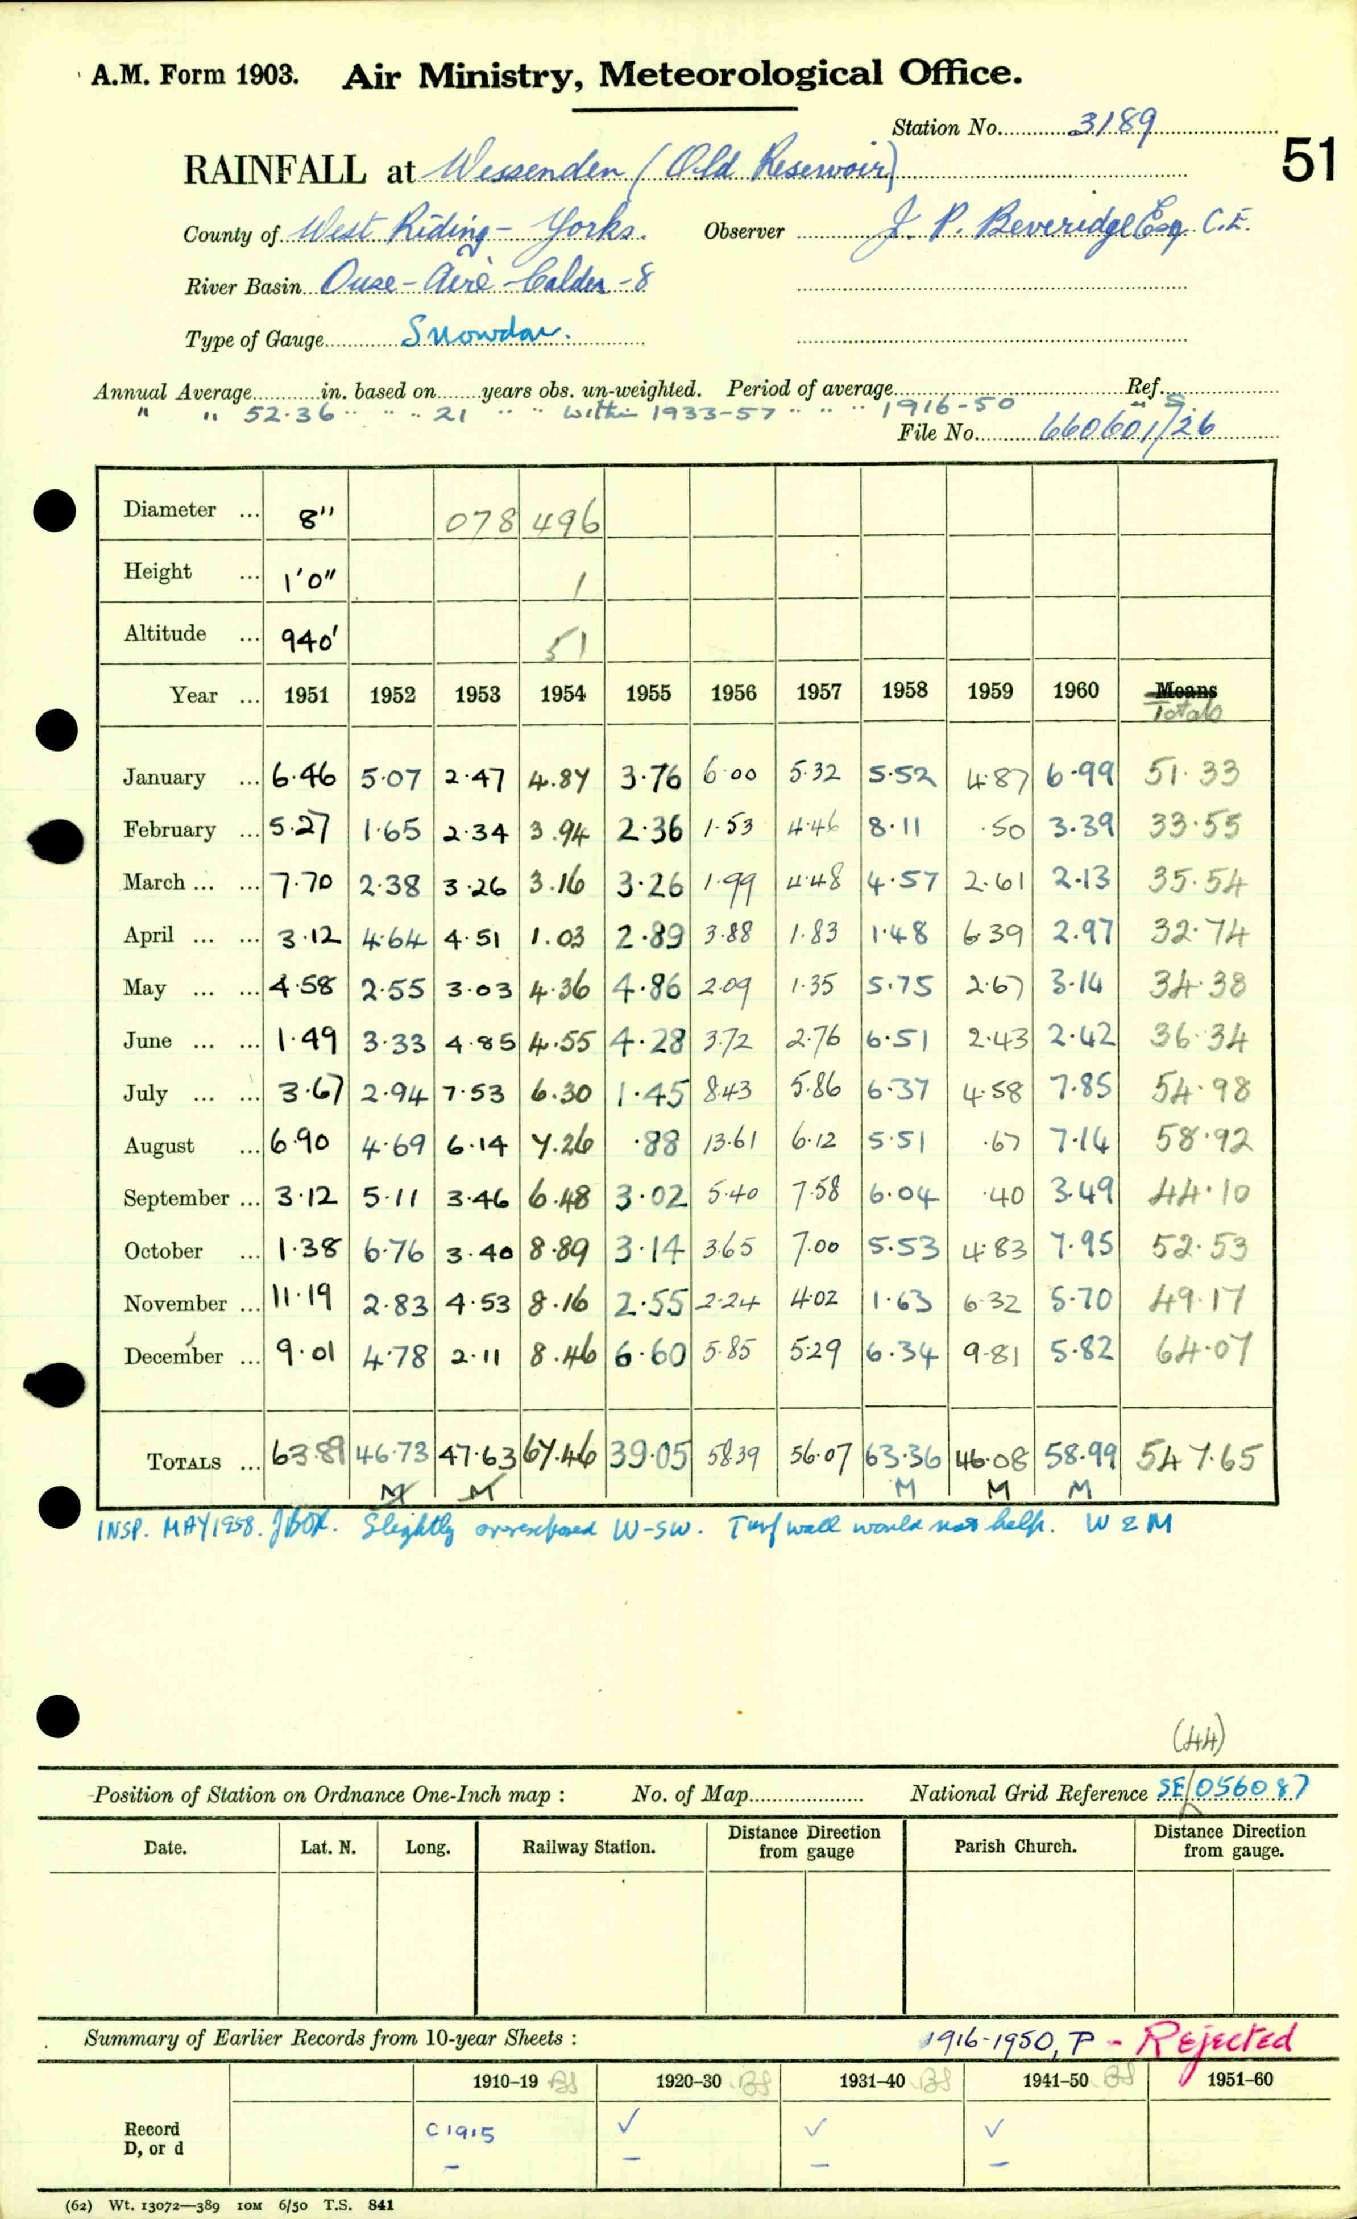 A.M. Form 1903. Air Ministry, Meteorological Office.
Station No. 3189
51
RAINFALL at Wessenden (Old Reservoir)
County of West Riding - Yorks. Observer J. P. Beveridge Esq. C.E.
River Basin Ouse - Aire - Calder - 8
Type of Gauge Snowdon.
Annual Average in. based on years obs. un-weighted. Period of average Ref.
" " 52.36 " " " 21 " " " within 1933-57 " " " 1916-50 " S.
File No. 660601/26
Diameter ... 8" 078 496
Height ... 1'0" 1
Altitude ... 940' 51
Year ... 1951 1952 1953 1954 1955 1956 1957 1958 1959 1960 Means
Totals
January ... 6.46 5.07 2.47 4.87 3.76 6.00 5.32 5.52 4.87 6.99 51.33
February ... 5.27 1.65 2.34 3.94 2.36 1.53 4.46 8.11 .50 3.39 33.55
March ... ... 7.70 2.38 3.26 3.16 3.26 1.99 4.48 4.57 2.61 2.13 35.54
April ... ... 3.12 4.64 4.51 1.03 2.89 3.88 1.83 1.48 6.39 2.97 32.74
May ... ... 4.58 2.55 3.03 4.36 4.86 2.09 1.35 5.75 2.67 3.14 34.38
June ... ... 1.49 3.33 4.85 4.55 4.28 3.72 2.76 6.51 2.43 2.42 36.34
July ... ... 3.67 2.94 7.53 6.30 1.45 8.43 5.86 6.37 4.58 7.85 54.98
August ... 6.90 4.69 6.14 7.26 .88 13.61 6.12 5.51 .67 7.14 58.92
September ... 3.12 5.11 3.46 6.48 3.02 5.40 7.58 6.04 .40 3.49 44.10
October ... 1.38 6.76 3.40 8.89 3.14 3.65 7.00 5.53 4.83 7.95 52.53
November ... 11.19 2.83 4.53 8.16 2.55 2.24 4.02 1.63 6.32 5.70 49.17
December ... 9.01 4.78 2.11 8.46 6.60 5.85 5.29 6.34 9.81 5.82 64.07
TOTALS ... 63.89 46.73 47.63 67.46 39.05 58.39 56.07 63.36 46.08 58.99 547.65
M M M M M
INSP. MAY 1958. Slightly overexposed W-SW. Turf wall would not help. W & M
(44)
Position of Station on Ordnance One-Inch map : No. of Map National Grid Reference SE/056087
Date. Lat. N. Long. Railway Station. Distance Direction from gauge Parish Church. Distance Direction from gauge.
Summary of Earlier Records from 10-year Sheets : 1916-1950, P - Rejected
1910–19 BS 1920–30 BS 1931–40 BS 1941–50 BS 1951–60
Record C 1915 ✓ ✓ ✓
D, or d – – – –
(62) Wt. 13072—389 10M 6/50 T.S. 841